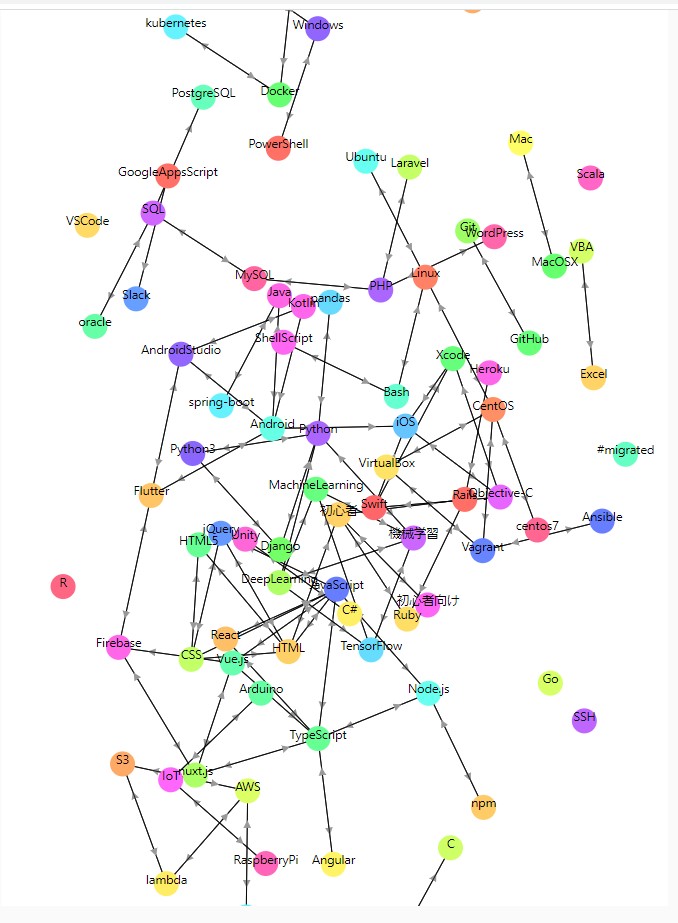 kubernetes
Windows
PostgreSQL
Docker
PowerShell
GoogleAppsScript
Ubuntu
Laravel
Mac
Scala
VSCode
SQL
Git
WordPress
VBA
MacOSX
MySQL
PHP
Linux
oracle
Slack
Java
Kotlin
pandas
ShellScript
GitHub
AndroidStudio
Xcode
Heroku
Excel
spring-boot
Bash
CentOS
Android
Python
iOS
Python3
#migrated
VirtualBox
Flutter
MachineLearning
Rails
Objective-C
初心者
Swift
centos7
Ansible
jQuery
Unity
機械学習
HTML5
Django
Vagrant
R
DeepLearning
JavaScript
C#
初心者向け
Ruby
Firebase
React
CSS
Vue.js
HTML
TensorFlow
Arduino
Node.js
Go
SSH
TypeScript
S3
IoT
nuxt.js
AWS
npm
lambda
RaspberryPi
Angular
C